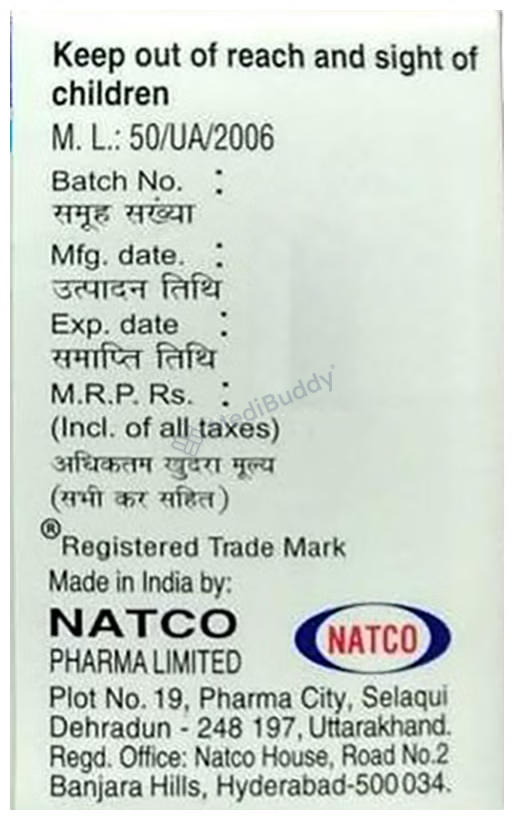 Keep out of reach and sight of
children
M. L.: 50/UA/2006
Batch No. :
समूह सख्या
Mfg. date. :
उत्पादन तिथि
Exp. date :
समाप्ति तिथि
M.R.P. Rs. :
(Incl. of all taxes)
MediBuddy
अधिकतम खुदरा मूल्य
(सभी कर सहित)
®Registered Trade Mark
Made in India by:
NATCO
PHARMA LIMITED
NATCO
Plot No. 19, Pharma City, Selaqui
Dehradun - 248 197, Uttarakhand.
Regd. Office: Natco House, Road No.2
Banjara Hills, Hyderabad-500034.